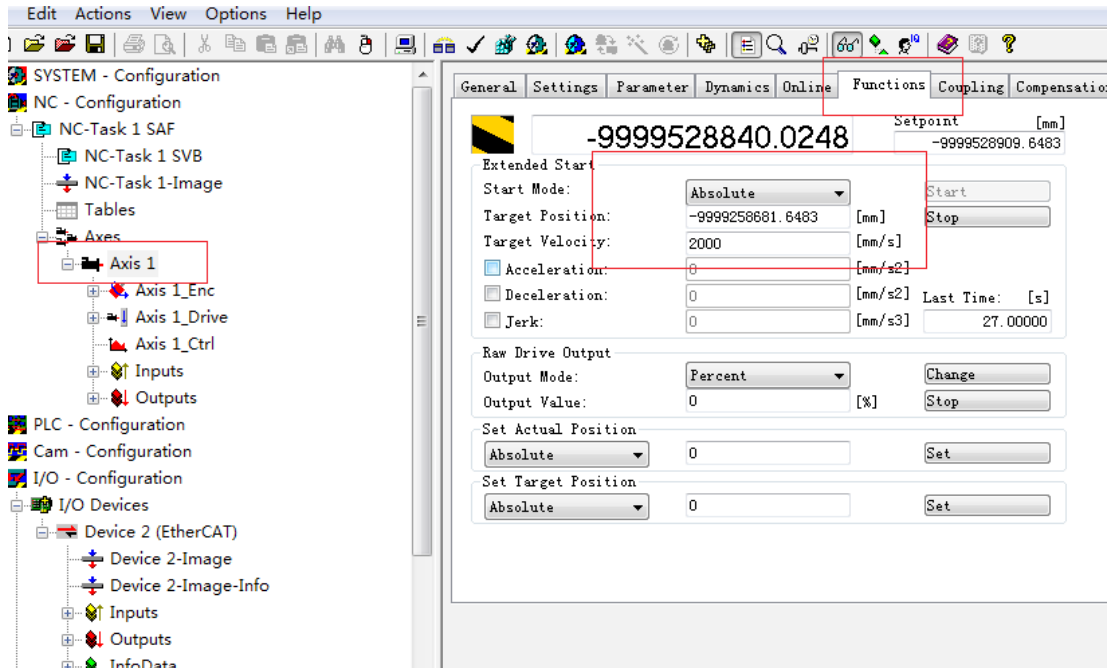 Edit Actions View Options Help
SYSTEM - Configuration
NC - Configuration
NC-Task 1 SAF
NC-Task 1 SVB
NC-Task 1-Image
Tables
Axes
Axis 1
Axis 1_Enc
Axis 1_Drive
Axis 1_Ctrl
Inputs
Outputs
PLC - Configuration
Cam - Configuration
I/O - Configuration
I/O Devices
Device 2 (EtherCAT)
Device 2-Image
Device 2-Image-Info
Inputs
Outputs
InfoData
General Settings Parameter Dynamics Online Functions Coupling Compensation
-9999528840.0248
Setpoint [mm]
-9999528909.6483
Extended Start
Start Mode: Absolute Start
Target Position: -9999258681.6483 [mm] Stop
Target Velocity: 2000 [mm/s]
Acceleration: 0 [mm/s2]
Deceleration: 0 [mm/s2] Last Time: [s]
Jerk: 0 [mm/s3] 27.00000
Raw Drive Output
Output Mode: Percent Change
Output Value: 0 [%] Stop
Set Actual Position
Absolute 0 Set
Set Target Position
Absolute 0 Set